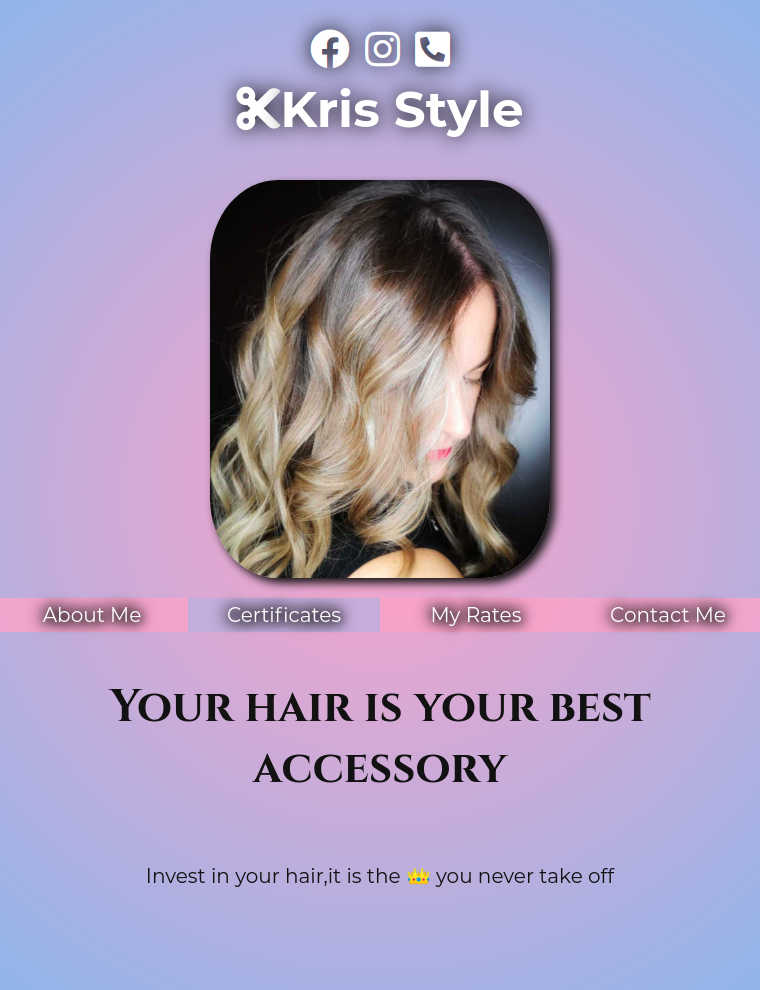 Kris Style
About Me Certificates My Rates Contact Me
Your hair is your best
accessory
Invest in your hair,it is the 👑 you never take off